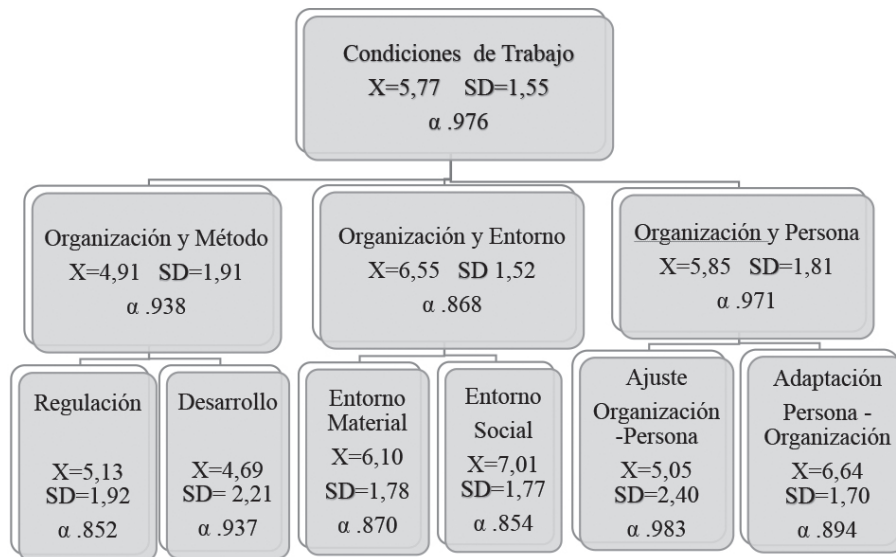 Condiciones de Trabajo
X=5,77 SD=1,55
α .976
Organización y Método
X=4,91 SD=1,91
α .938
Organización y Entorno
X=6,55 SD 1,52
α .868
Organización y Persona
X=5,85 SD=1,81
α .971
Regulación
X=5,13
SD=1,92
α .852
Desarrollo
X=4,69
SD= 2,21
α .937
Entorno
Material
X=6,10
SD=1,78
α .870
Entorno
Social
X=7,01
SD=1,77
α .854
Ajuste
Organización
-Persona
X=5,05
SD=2,40
α .983
Adaptación
Persona -
Organización
X=6,64
SD=1,70
α .894